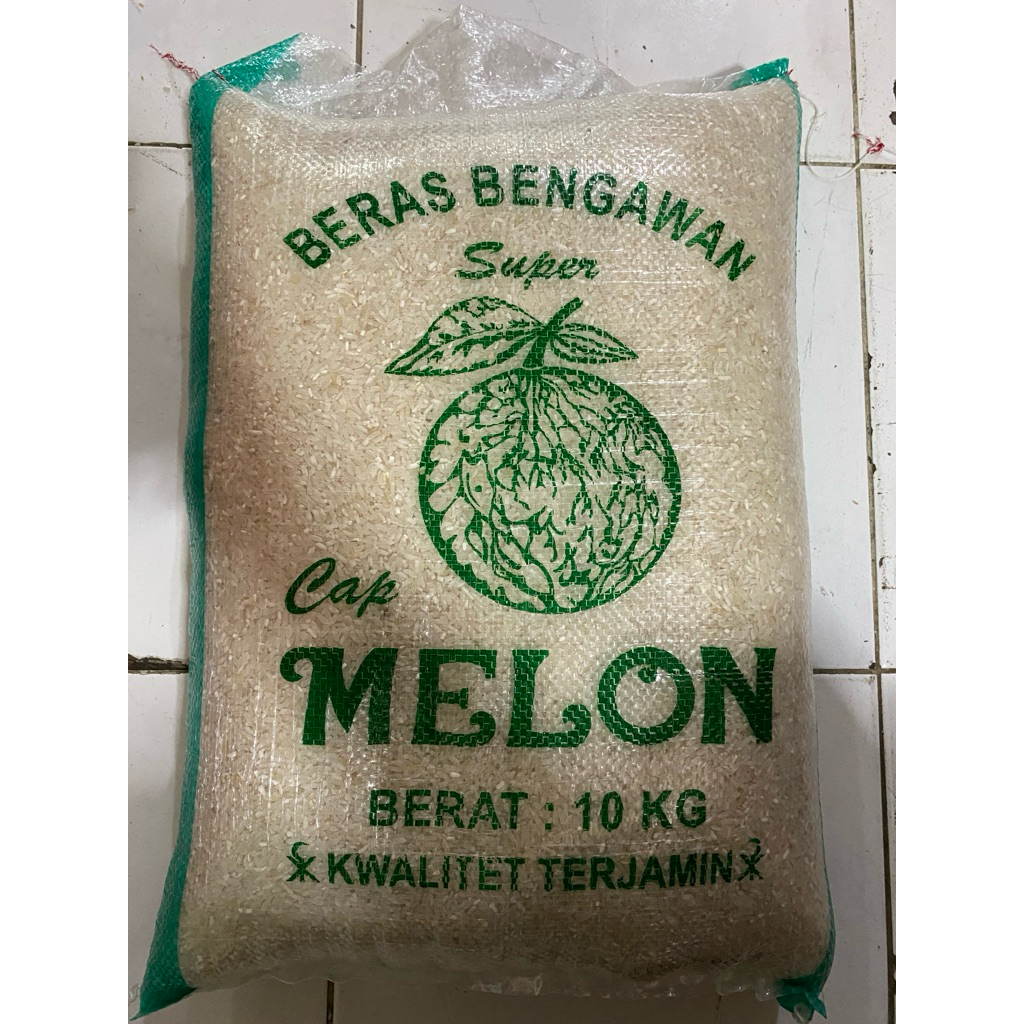 BERAS BENGAWAN
Super
Cap
MELON
BERAT : 10 KG
KWALITET TERJAMIN